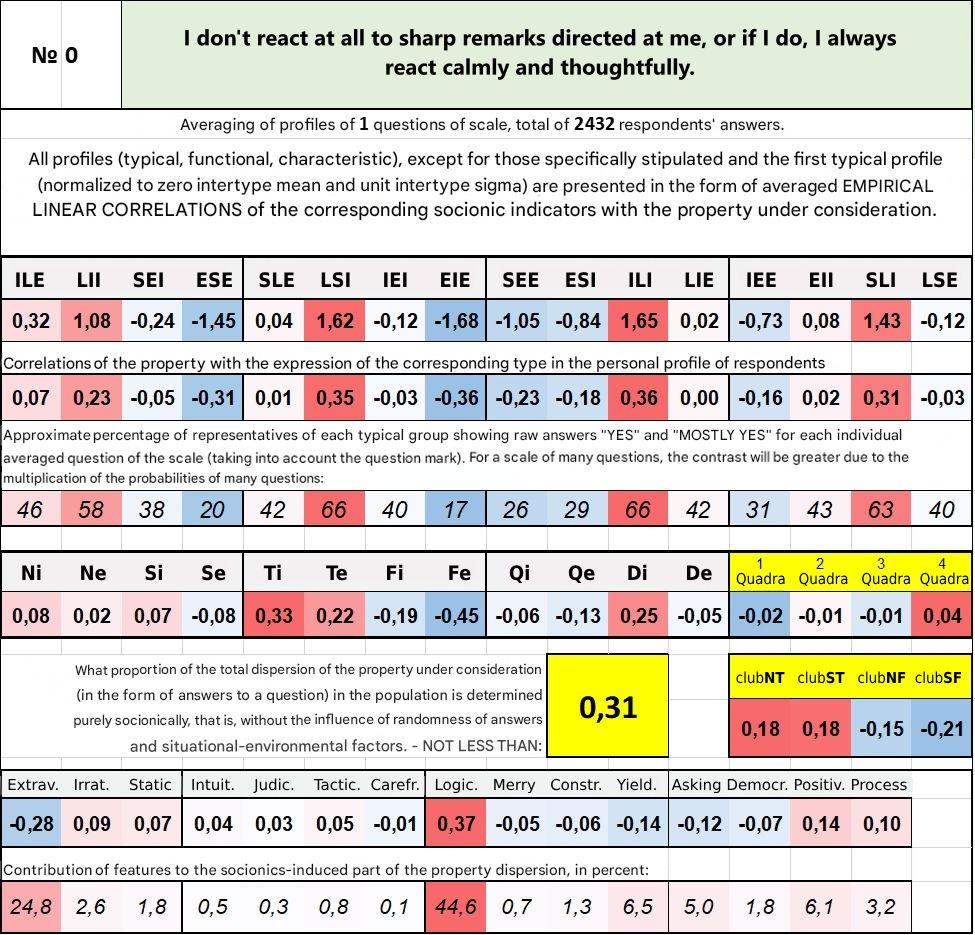 № 0
I don't react at all to sharp remarks directed at me, or if I do, I always
react calmly and thoughtfully.
Averaging of profiles of 1 questions of scale, total of 2432 respondents' answers.
All profiles (typical, functional, characteristic), except for those specifically stipulated and the first typical profile
(normalized to zero intertype mean and unit intertype sigma) are presented in the form of averaged EMPIRICAL
LINEAR CORRELATIONS of the corresponding socionic indicators with the property under consideration.
ILE LII SEI ESE SLE LSI IEI EIE SEE ESI ILI LIE IEE EII SLI LSE
0,32 1,08 -0,24 -1,45 0,04 1,62 -0,12 -1,68 -1,05 -0,84 1,65 0,02 -0,73 0,08 1,43 -0,12
Correlations of the property with the expression of the corresponding type in the personal profile of respondents
0,07 0,23 -0,05 -0,31 0,01 0,35 -0,03 -0,36 -0,23 -0,18 0,36 0,00 -0,16 0,02 0,31 -0,03
Approximate percentage of representatives of each typical group showing raw answers "YES" and "MOSTLY YES" for each individual
averaged question of the scale (taking into account the question mark). For a scale of many questions, the contrast will be greater due to the
multiplication of the probabilities of many questions:
46 58 38 20 42 66 40 17 26 29 66 42 31 43 63 40
Ni Ne Si Se Ti Te Fi Fe Qi Qe Di De 1 Quadra 2 Quadra 3 Quadra 4 Quadra
0,08 0,02 0,07 -0,08 0,33 0,22 -0,19 -0,45 -0,06 -0,13 0,25 -0,05 -0,02 -0,01 -0,01 0,04
What proportion of the total dispersion of the property under consideration
(in the form of answers to a question) in the population is determined
purely socionically, that is, without the influence of randomness of answers
and situational-environmental factors. - NOT LESS THAN:
0,31
clubNT clubST clubNF clubSF
0,18 0,18 -0,15 -0,21
Extrav. Irrat. Static Intuit. Judic. Tactic. Carefr. Logic. Merry Constr. Yield. Asking Democr. Positiv. Process
-0,28 0,09 0,07 0,04 0,03 0,05 -0,01 0,37 -0,05 -0,06 -0,14 -0,12 -0,07 0,14 0,10
Contribution of features to the socionics-induced part of the property dispersion, in percent:
24,8 2,6 1,8 0,5 0,3 0,8 0,1 44,6 0,7 1,3 6,5 5,0 1,8 6,1 3,2